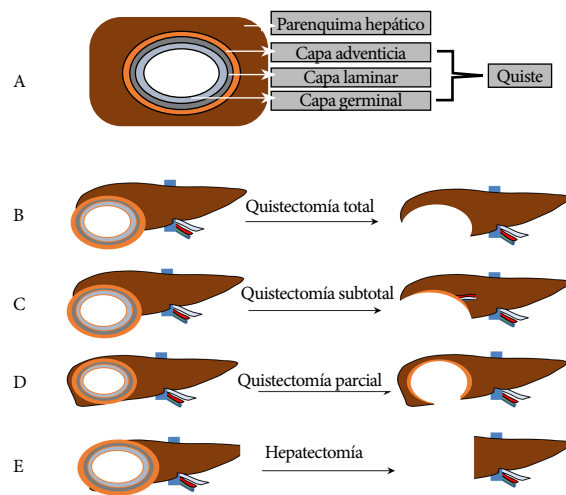 Parenquima hepático
Capa adventicia
A
Capa laminar
Quiste
Capa germinal
B
Quistectomía total
C
Quistectomía subtotal
D
Quistectomía parcial
E
Hepatectomía